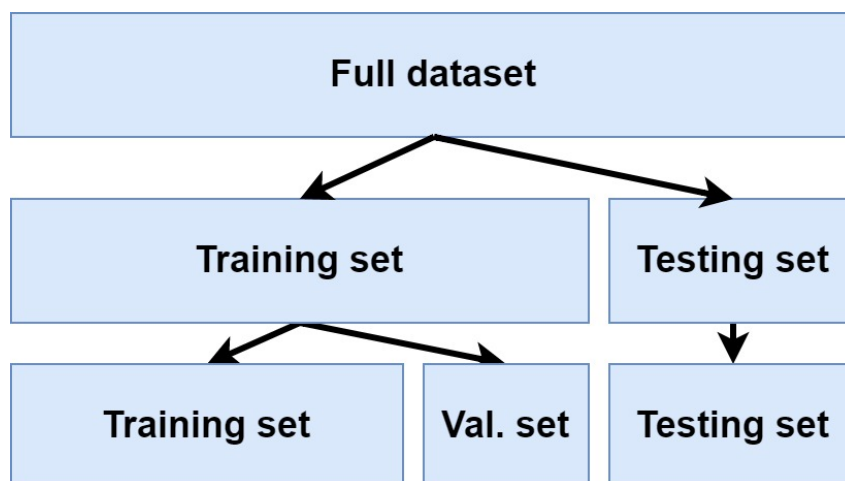 Full dataset
Training set
Testing set
Training set
Val. set
Testing set